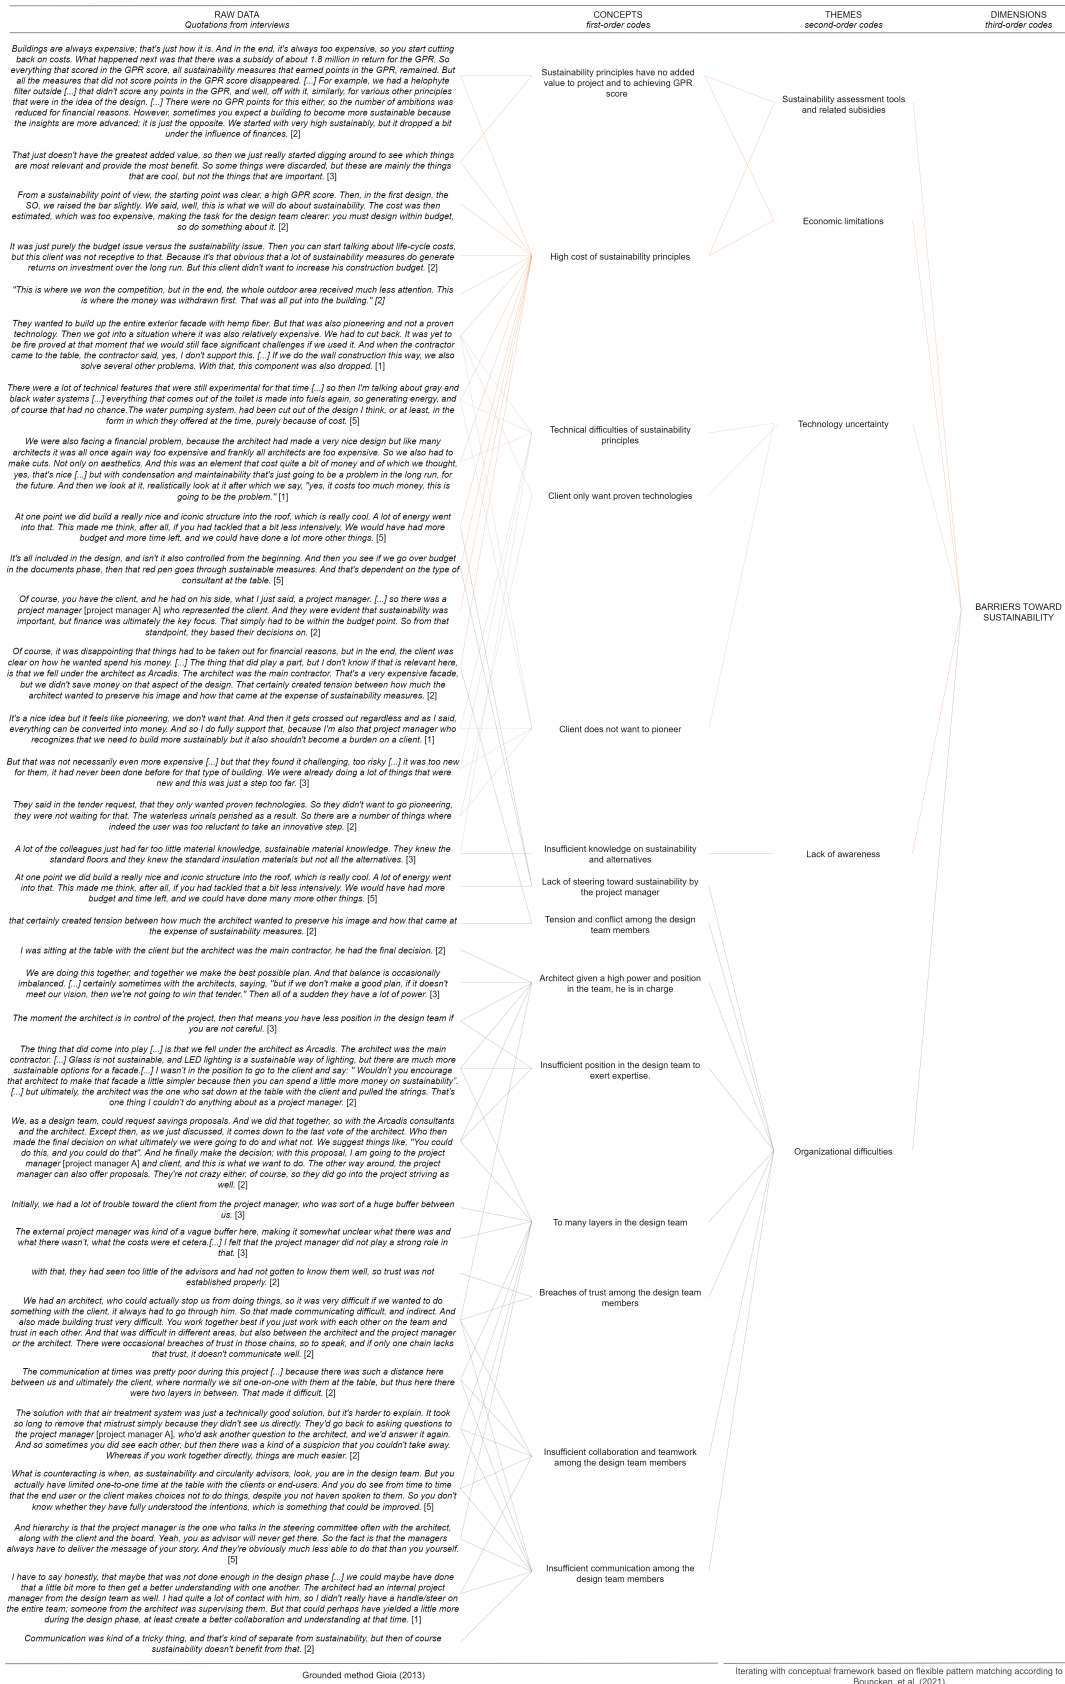 RAW DATA
Quotations from interviews
CONCEPTS
first-order codes
THEMES
second-order codes
DIMENSIONS
third-order codes
Buildings are always expensive; that's just how it is. And in the end, it's always too expensive, so you start cutting
back on costs. What happened next was that there was a subsidy of about 1.8 million in return for the GPR. So
everything that scored in the GPR score, all sustainability measures that earned points in the GPR, remained. But
all the measures that did not score points in the GPR score disappeared. [...] For example, we had a helophyte
filter outside [...] that didn't score any points in the GPR, and well, off with it, similarly, for various other principles
that were in the idea of the design. [...] There were no GPR points for this either, so the number of ambitions was
reduced for financial reasons. However, sometimes you expect a building to become more sustainable because
the insights are more advanced; it is just the opposite. We started with very high sustainably, but it dropped a bit
under the influence of finances. [2]
That just doesn't have the greatest added value, so then we just really started digging around to see which things
are most relevant and provide the most benefit. So some things were discarded, but these are mainly the things
that are cool, but not the things that are important. [3]
From a sustainability point of view, the starting point was clear, a high GPR score. Then, in the first design, the
SO, we raised the bar slightly. We said, well, this is what we will do about sustainability. The cost was then
estimated, which was too expensive, making the task for the design team clearer: you must design within budget,
so do something about it. [2]
It was just purely the budget issue versus the sustainability issue. Then you can start talking about life-cycle costs,
but this client was not receptive to that. Because it's that obvious that a lot of sustainability measures do generate
returns on investment over the long run. But this client didn't want to increase his construction budget. [2]
"This is where we won the competition, but in the end, the whole outdoor area received much less attention. This
is where the money was withdrawn first. That was all put into the building." [2]
They wanted to build up the entire exterior facade with hemp fiber. But that was also pioneering and not a proven
technology. Then we got into a situation where it was also relatively expensive. We had to cut back. It was yet to
be fire proved at that moment that we would still face significant challenges if we used it. And when the contractor
came to the table, the contractor said, yes, I don't support this. [...] If we do the wall construction this way, we also
solve several other problems. With that, this component was also dropped. [1]
There were a lot of technical features that were still experimental for that time [...] so then I'm talking about gray and
black water systems [...] everything that comes out of the toilet is made into fuels again, so generating energy, and
of course that had no chance.The water pumping system, had been cut out of the design I think, or at least, in the
form in which they offered at the time, purely because of cost. [5]
We were also facing a financial problem, because the architect had made a very nice design but like many
architects it was all once again way too expensive and frankly all architects are too expensive. So we also had to
make cuts. Not only on aesthetics. And this was an element that cost quite a bit of money and of which we thought,
yes, that's nice [...] but with condensation and maintainability that's just going to be a problem in the long run, for
the future. And then we look at it, realistically look at it after which we say, "yes, it costs too much money, this is
going to be the problem." [1]
At one point we did build a really nice and iconic structure into the roof, which is really cool. A lot of energy went
into that. This made me think, after all, if you had tackled that a bit less intensively. We would have had more
budget and more time left, and we could have done a lot more other things. [5]
It's all included in the design, and isn't it also controlled from the beginning. And then you see if we go over budget
in the documents phase, then that red pen goes through sustainable measures. And that's dependent on the type of
consultant at the table. [5]
Of course, you have the client, and he had on his side, what I just said, a project manager. [...] so there was a
project manager [project manager A] who represented the client. And they were evident that sustainability was
important, but finance was ultimately the key focus. That simply had to be within the budget point. So from that
standpoint, they based their decisions on. [2]
Of course, it was disappointing that things had to be taken out for financial reasons, but in the end, the client was
clear on how he wanted spend his money. [...] The thing that did play a part, but I don't know if that is relevant here,
is that we fell under the architect as Arcadis. The architect was the main contractor. That's a very expensive facade,
but we didn't save money on that aspect of the design. That certainly created tension between how much the
architect wanted to preserve his image and how that came at the expense of sustainability measures. [2]
It's a nice idea but it feels like pioneering, we don't want that. And then it gets crossed out regardless and as I said,
everything can be converted into money. And so I do fully support that, because I'm also that project manager who
recognizes that we need to build more sustainably but it also shouldn't become a burden on a client. [1]
But that was not necessarily even more expensive [...] but that they found it challenging, too risky [...] it was too new
for them, it had never been done before for that type of building. We were already doing a lot of things that were
new and this was just a step too far. [3]
They said in the tender request, that they only wanted proven technologies. So they didn't want to go pioneering,
they were not waiting for that. The waterless urinals perished as a result. So there are a number of things where
indeed the user was too reluctant to take an innovative step. [2]
A lot of the colleagues just had far too little material knowledge, sustainable material knowledge. They knew the
standard floors and they knew the standard insulation materials but not all the alternatives. [3]
At one point we did build a really nice and iconic structure into the roof, which is really cool. A lot of energy went
into that. This made me think, after all, if you had tackled that a bit less intensively. We would have had more
budget and time left, and we could have done many more other things. [5]
that certainly created tension between how much the architect wanted to preserve his image and how that came at
the expense of sustainability measures. [2]
I was sitting at the table with the client but the architect was the main contractor, he had the final decision. [2]
We are doing this together, and together we make the best possible plan. And that balance is occasionally
imbalanced. [...] certainly sometimes with the architects, saying, "but if we don't make a good plan, if it doesn't
meet our vision, then we're not going to win that tender." Then all of a sudden they have a lot of power. [3]
The moment the architect is in control of the project, then that means you have less position in the design team if
you are not careful. [3]
The thing that did come into play [...] is that we fell under the architect as Arcadis. The architect was the main
contractor. [...] Glass is not sustainable, and LED lighting is a sustainable way of lighting, but there are much more
sustainable options for a facade.[...] I wasn't in the position to go to the client and say: " Wouldn't you encourage
that architect to make that facade a little simpler because then you can spend a little more money on sustainability".
[...] but ultimately, the architect was the one who sat down at the table with the client and pulled the strings. That's
one thing I couldn't do anything about as a project manager. [2]
We, as a design team, could request savings proposals. And we did that together, so with the Arcadis consultants
and the architect. Except then, as we just discussed, it comes down to the last vote of the architect. Who then
made the final decision on what ultimately we were going to do and what not. We suggest things like, "You could
do this, and you could do that". And he finally make the decision; with this proposal, I am going to the project
manager [project manager A] and client, and this is what we want to do. The other way around, the project
manager can also offer proposals. They're not crazy either, of course, so they did go into the project striving as
well. [2]
Initially, we had a lot of trouble toward the client from the project manager, who was sort of a huge buffer between
us. [3]
The external project manager was kind of a vague buffer here, making it somewhat unclear what there was and
what there wasn't, what the costs were et cetera.[...] I felt that the project manager did not play a strong role in
that. [3]
with that, they had seen too little of the advisors and had not gotten to know them well, so trust was not
established properly. [2]
We had an architect, who could actually stop us from doing things, so it was very difficult if we wanted to do
something with the client, it always had to go through him. So that made communicating difficult, and indirect. And
also made building trust very difficult. You work together best if you just work with each other on the team and
trust in each other. And that was difficult in different areas, but also between the architect and the project manager
or the architect. There were occasional breaches of trust in those chains, so to speak, and if only one chain lacks
that trust, it doesn't communicate well. [2]
The communication at times was pretty poor during this project [...] because there was such a distance here
between us and ultimately the client, where normally we sit one-on-one with them at the table, but thus here there
were two layers in between. That made it difficult. [2]
The solution with that air treatment system was just a technically good solution, but it's harder to explain. It took
so long to remove that mistrust simply because they didn't see us directly. They'd go back to asking questions to
the project manager [project manager A], who'd ask another question to the architect, and we'd answer it again.
And so sometimes you did see each other, but then there was a kind of a suspicion that you couldn't take away.
Whereas if you work together directly, things are much easier. [2]
What is counteracting is when, as sustainability and circularity advisors, look, you are in the design team. But you
actually have limited one-to-one time at the table with the clients or end-users. And you do see from time to time
that the end user or the client makes choices not to do things, despite you not haven spoken to them. So you don't
know whether they have fully understood the intentions, which is something that could be improved. [5]
And hierarchy is that the project manager is the one who talks in the steering committee often with the architect,
along with the client and the board. Yeah, you as advisor will never get there. So the fact is that the managers
always have to deliver the message of your story. And they're obviously much less able to do that than you yourself.
[5]
I have to say honestly, that maybe that was not done enough in the design phase [...] we could maybe have done
that a little bit more to then get a better understanding with one another. The architect had an internal project
manager from the design team as well. I had quite a lot of contact with him, so I didn't really have a handle/steer on
the entire team; someone from the architect was supervising them. But that could perhaps have yielded a little more
during the design phase, at least create a better collaboration and understanding at that time. [1]
Communication was kind of a tricky thing, and that's kind of separate from sustainability, but then of course
sustainability doesn't benefit from that. [2]
Sustainability principles have no added
value to project and to achieving GPR
score
High cost of sustainability principles
Technical difficulties of sustainability
principles
Client only want proven technologies
Client does not want to pioneer
Insufficient knowledge on sustainability
and alternatives
Lack of steering toward sustainability by
the project manager
Tension and conflict among the design
team members
Architect given a high power and position
in the team, he is in charge
Insufficient position in the design team to
exert expertise.
To many layers in the design team
Breaches of trust among the design team
members
Insufficient collaboration and teamwork
among the design team members
Insufficient communication among the
design team members
Sustainability assessment tools
and related subsidies
Economic limitations
Technology uncertainty
Lack of awareness
Organizational difficulties
BARRIERS TOWARD
SUSTAINABILITY
Grounded method Gioia (2013)
Iterating with conceptual framework based on flexible pattern matching according to
Bouncken, et al. (2021)